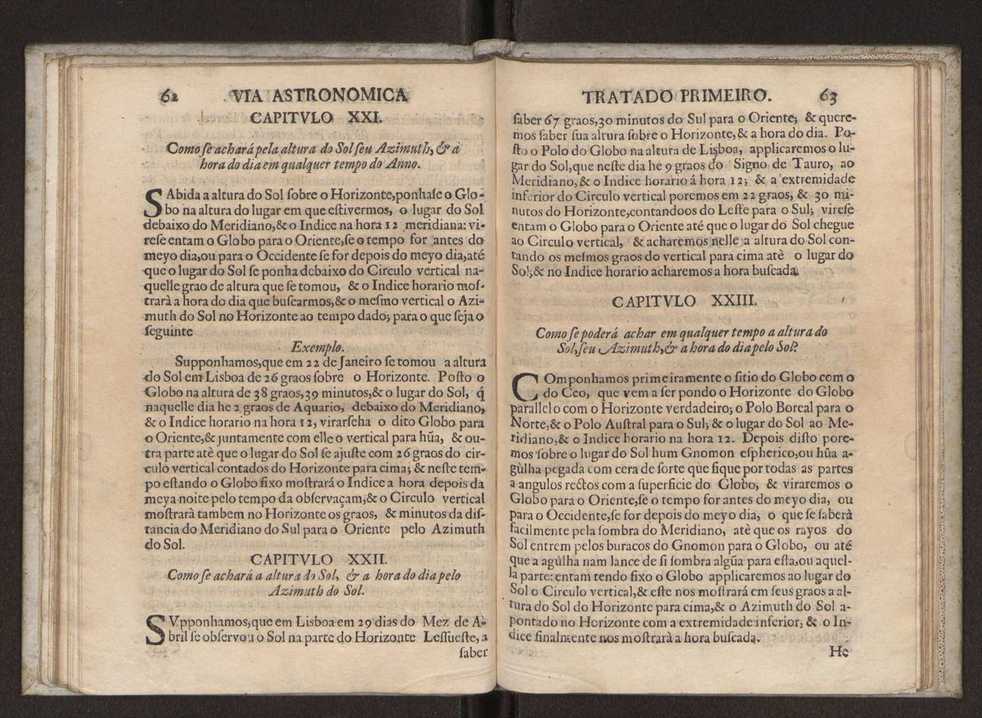 62 VIA ASTRONOMICA
CAPITVLO XXI.
Como se achará pela altura do Sol seu Azimuth, & a
hora do dia em qualquer tempo do Anno.
SAbida a altura do Sol sobre o Horizonte,ponhase o Glo-
bo na altura do lugar em que estivermos, o lugar do Sol
debaixo do Meridiano,& o Indice na hora 12 meridiana: vi-
rese entam o Globo para o Oriente,se o tempo for antes do
meyo dia,ou para o Occidente se for depois do meyo dia,até
que o lugar do Sol se ponha debaixo do Circulo vertical na-
quelle grao de altura que se tomou, & o Indice horario mos-
trarà a hora do dia que buscarmos,& o mesmo vertical o Azi-
muth do Sol no Horizonte ao tempo dado; para o que seja o
seguinte
Exemplo.
Supponhamos,que em 22 de Janeiro se tomou a altura
do Sol em Lisboa de 26 graos sobre o Horizonte. Posto o
Globo na altura de 38 graos,39 minutos,& o lugar do Sol, q̃
naquelle dia he 2 graos de Aquario, debaixo do Meridiano,
& o Indice horario na hora 12, virarseha o dito Globo para
o Oriente,& juntamente com elle o vertical para hũa, & ou-
tra parte atè que o lugar do Sol se ajuste com 26 graos do cir-
culo vertical contados do Horizonte para cima; & neste tem-
po estando o Globo fixo mostrará o Indice a hora depois da
meya noite pelo tempo da observaçam,& o Circulo vertical
mostrarà tambem no Horizonte os graos, & minutos da dis-
tancia do Meridiano do Sul para o Oriente pelo Azimuth
do Sol.
CAPITVLO XXII.
Como se achará a altura do Sol, & a hora do dia pelo
Azimuth do Sol.
SVpponhamos,que em Lisboa em 29 dias do Mez de A-
bril se observou o Sol na parte do Horizonte Lessueste, a
saber
TRATADO PRIMEIRO. 63
saber 67 graos,30 minutos do Sul para o Oriente, & quere-
mos saber sua altura sobre o Horizonte,& a hora do dia. Po-
sto o Polo do Globo na altura de Lisboa, applicaremos o lu-
gar do Sol,que neste dia he 9 graos do Signo de Tauro, ao
Meridiano,& o Indice horario á hora 12; & a extremidade
inferior do Circulo vertical poremos em 22 graos, & 30 mi-
nutos do Horizonte,contandoos do Leste para o Sul; virese
entam o Globo para o Oriente até que o lugar do Sol chegue
ao Circulo vertical, & acharemos nelle a altura do Sol con-
tando os mesmos graos do vertical para cima atè o lugar do
Sol,& no Indice horario acharemos a hora buscada.
CAPITVLO XXIII.
Como se poderá achar em qualquer tempo a altura do
Sol,seu Azimuth,& a hora do dia pelo Sol?
COmponhamos primeiramente o sitio do Globo com o
do Ceo, que vem a ser pondo o Horizonte do Globo
parallelo com o Horizonte verdadeiro; o Polo Boreal para o
Norte,& o Polo Austral para o Sul; & o lugar do Sol ao Me-
ridiano,& o Indice horario na hora 12. Depois disto pore-
mos sobre o lugar do Sol hum Gnomon espherico,ou hũa a-
gùlha pegada com cera de sorte que fique por todas as partes
a angulos rectos com a superficie do Globo, & viraremos o
Globo para o Oriente,se o tempo for antes do meyo dia, ou
para o Occidente,se for depois do meyo dia, o que se saberà
facilmente pela sombra do Meridiano, atè que os rayos do
Sol entrem pelos buracos do Gnomon para o Globo, ou até
que a agùlha nam lance de si sombra algũa para esta,ou aquel-
la parte: entam tendo fixo o Globo applicaremos ao lugar do
Sol o Circulo vertical,& este nos mostrará em seus graos a al-
tura do Sol do Horizonte para cima,& o Azimuth do Sol a-
pontado no Horizonte com a extremidade inferior, & o In-
dice finalmente nos mostrarà a hora buscada.
He